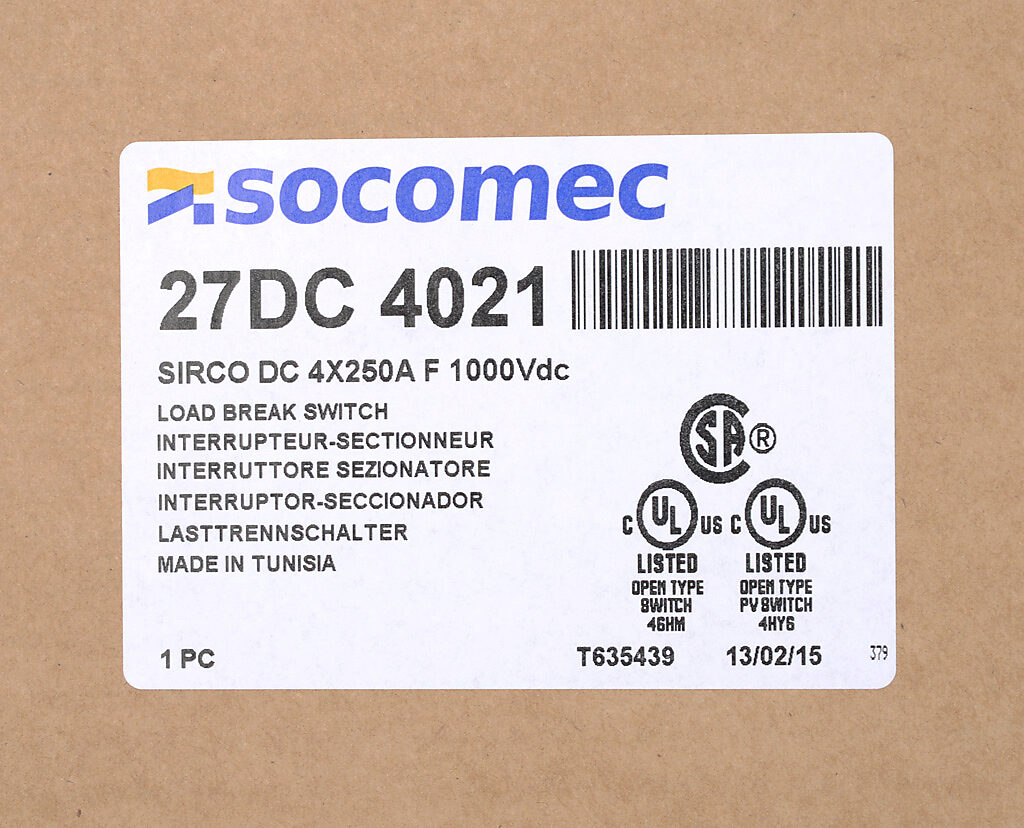 socomec
27DC 4021
SIRCO DC 4X250A F 1000Vdc
LOAD BREAK SWITCH
INTERRUPTEUR-SECTIONNEUR
INTERRUTTORE SEZIONATORE
INTERRUPTOR-SECCIONADOR
LASTTRENNSCHALTER
MADE IN TUNISIA
SA ®
C UL US C UL US
LISTED LISTED
OPEN TYPE OPEN TYPE
SWITCH PV SWITCH
46HM 4HY6
1 PC T635439 13/02/15 379